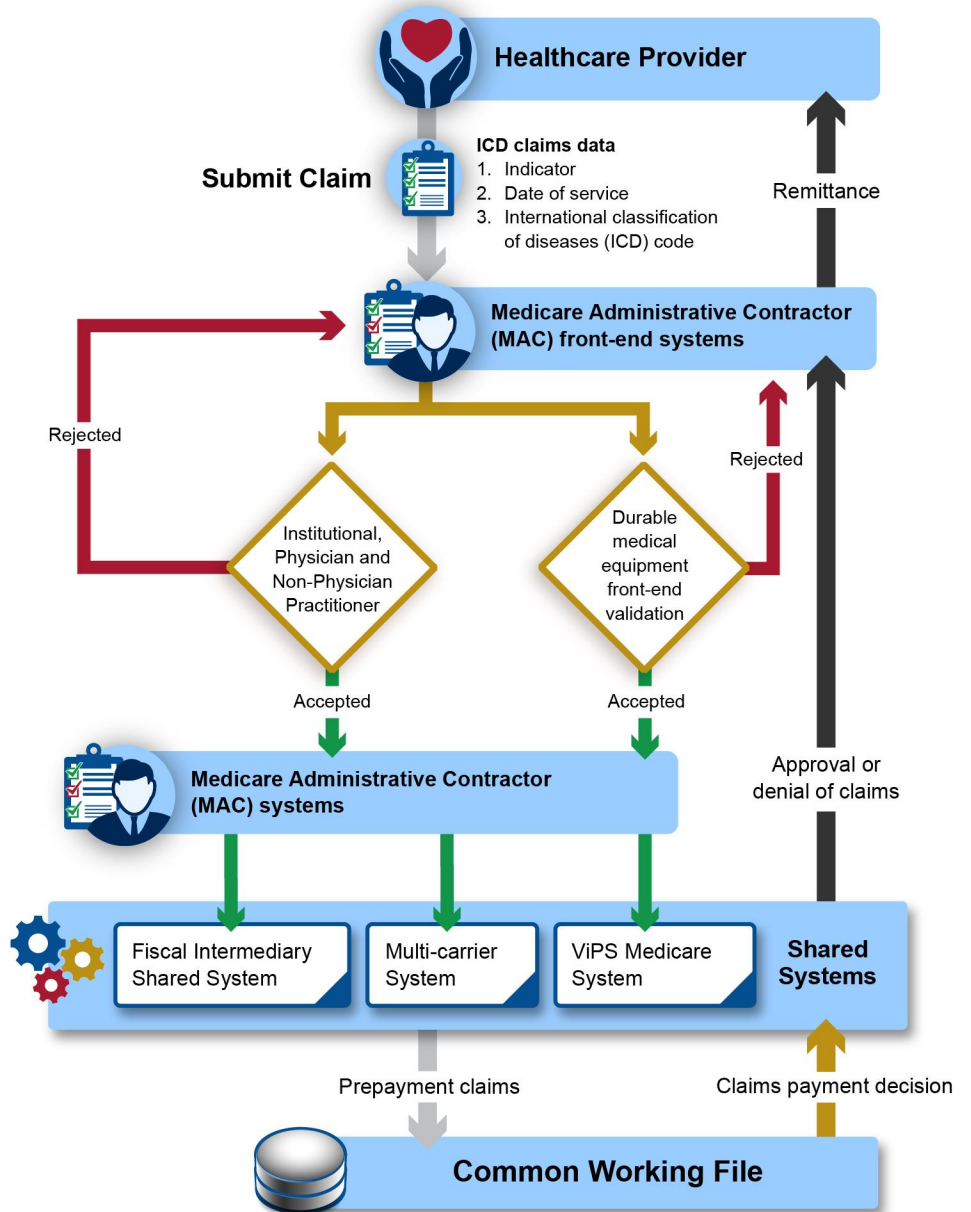 Healthcare Provider
Submit Claim
ICD claims data
1. Indicator
2. Date of service
3. International classification
of diseases (ICD) code
Remittance
Medicare Administrative Contractor
(MAC) front-end systems
Rejected
Rejected
Institutional,
Physician and
Non-Physician
Practitioner
Durable
medical
equipment
front-end
validation
Accepted
Accepted
Medicare Administrative Contractor
(MAC) systems
Approval or
denial of claims
Fiscal Intermediary
Shared System
Multi-carrier
System
ViPS Medicare
System
Shared
Systems
Prepayment claims
Claims payment decision
Common Working File